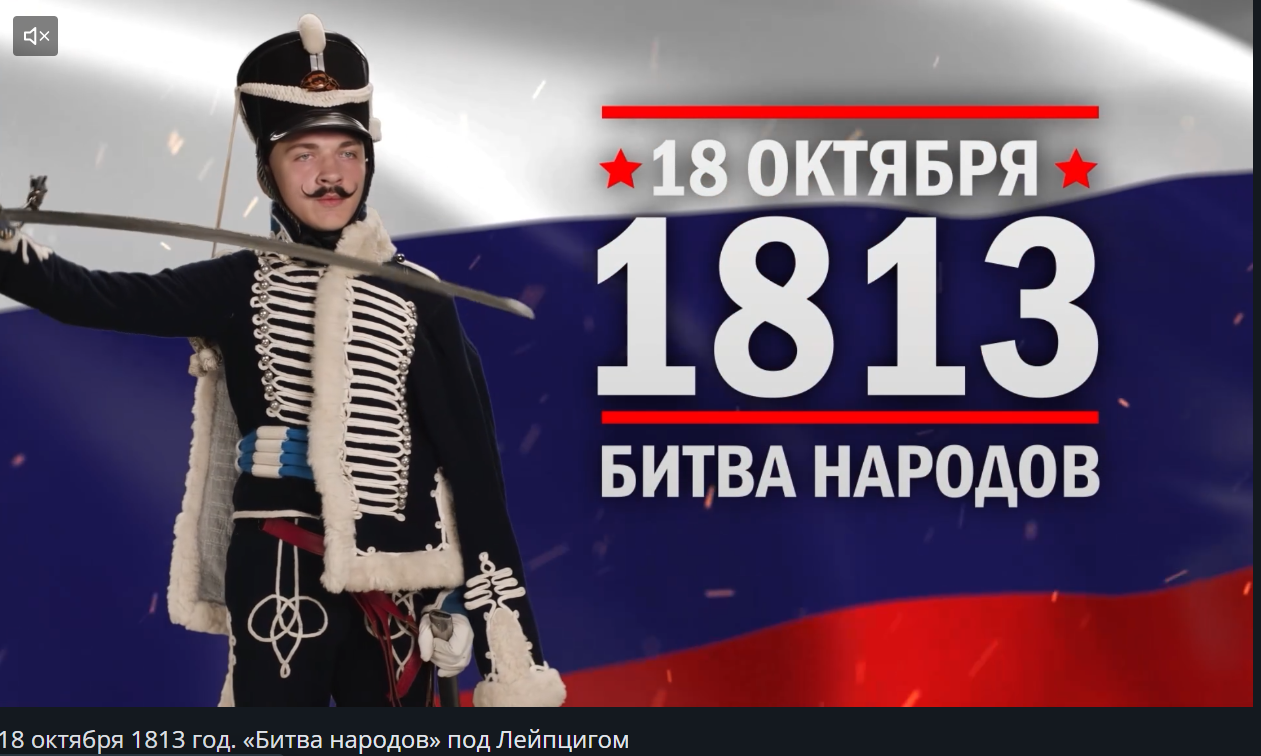 18 ОКТЯБРЯ
1813
БИТВА НАРОДОВ
18 октября 1813 год. «Битва народов» под Лейпцигом